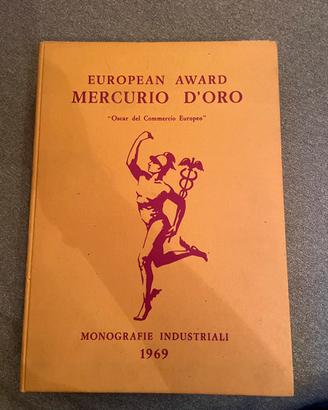 EUROPEAN AWARD
MERCURIO D'ORO
"Oscar del Commercio Europeo"
MONOGRAFIE INDUSTRIALI
1969